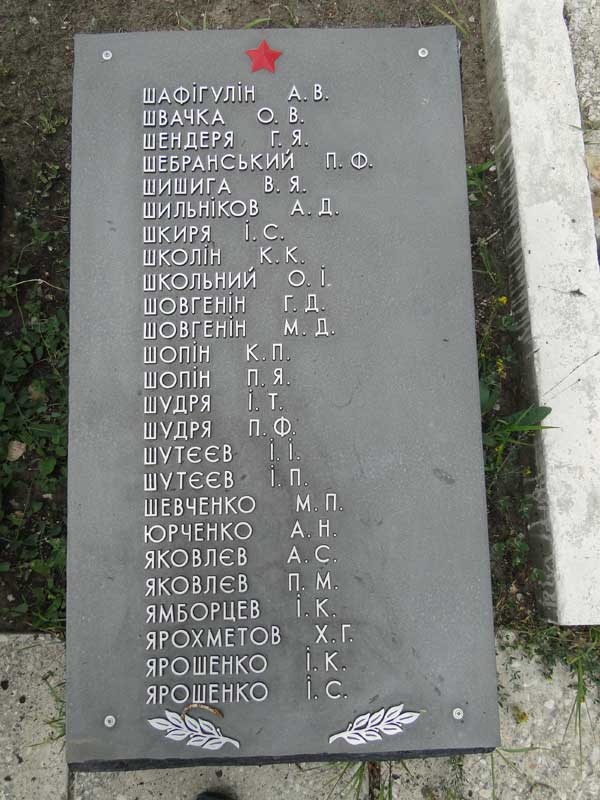 ШАФІГУЛІН А.В.
ШВАЧКА О.В.
ШЕНДЕРЯ Г.Я.
ШЕБРАНСЬКИЙ П.Ф.
ШИШИГА В.Я.
ШИЛЬНІКОВ А.Д.
ШКИРЯ І.С.
ШКОЛІН К.К.
ШКОЛЬНИЙ О.І.
ШОВГЕНІН Г.Д.
ШОВГЕНІН М.Д.
ШОПІН К.П.
ШОПІН П.Я.
ШУДРЯ І.Т.
ШУДРЯ П.Ф.
ШУТЄЄВ І.І.
ШУТЄЄВ І.П.
ШЕВЧЕНКО М.П.
ЮРЧЕНКО А.Н.
ЯКОВЛЄВ А.С.
ЯКОВЛЄВ П.М.
ЯМБОРЦЕВ І.К.
ЯРОХМЕТОВ Х.Г.
ЯРОШЕНКО І.К.
ЯРОШЕНКО І.С.